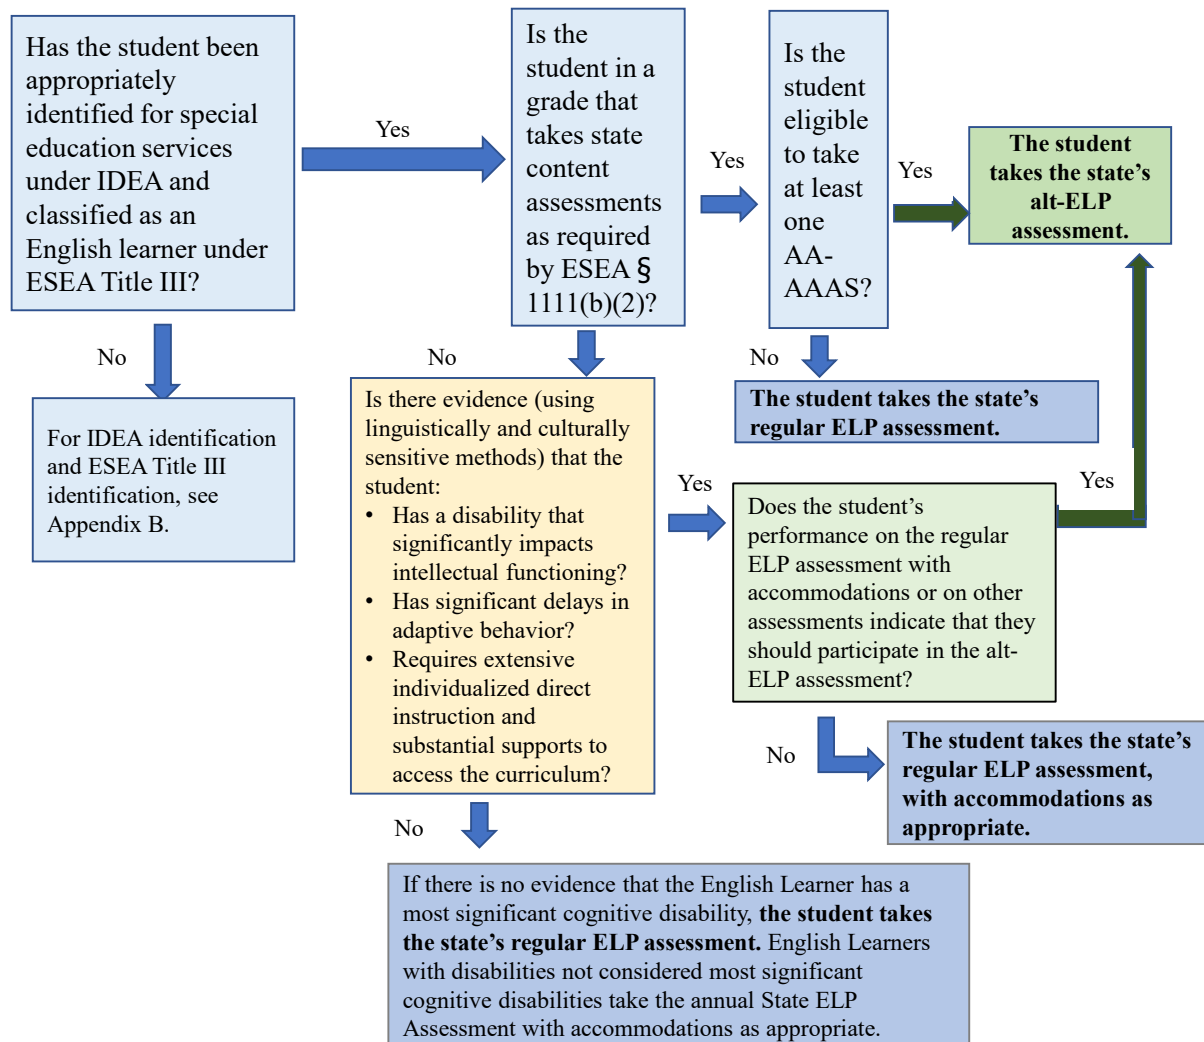 Has the student been
appropriately
identified for special
education services
under IDEA and
classified as an
English learner under
ESEA Title III?
Yes
Is the
student in a
grade that
takes state
content
assessments
as required
by ESEA §
1111(b)(2)?
Yes
Is the
student
eligible
to take
at least
one
AA-
AAAS?
Yes
The student
takes the state’s
alt-ELP
assessment.
No
For IDEA identification
and ESEA Title III
identification, see
Appendix B.
No
Is there evidence (using
linguistically and culturally
sensitive methods) that the
student:
• Has a disability that
significantly impacts
intellectual functioning?
• Has significant delays in
adaptive behavior?
• Requires extensive
individualized direct
instruction and
substantial supports to
access the curriculum?
No
The student takes the state’s
regular ELP assessment.
Yes
Does the student’s
performance on the regular
ELP assessment with
accommodations or on other
assessments indicate that they
should participate in the alt-
ELP assessment?
Yes
No
The student takes the state’s
regular ELP assessment,
with accommodations as
appropriate.
No
If there is no evidence that the English Learner has a
most significant cognitive disability, the student takes
the state’s regular ELP assessment. English Learners
with disabilities not considered most significant
cognitive disabilities take the annual State ELP
Assessment with accommodations as appropriate.